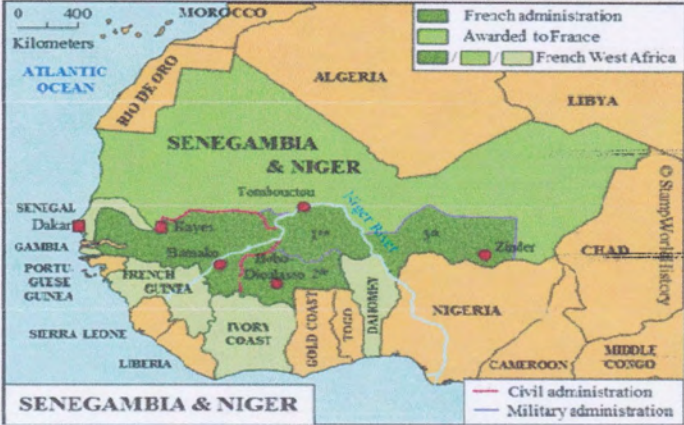 0 400
Kilometers
MOROCCO
French administration
Awarded to France
French West Africa
ATLANTIC
OCEAN
RIO DE ORO
ALGERIA
LIBYA
SENEGAMBIA
& NIGER
Tombouctou
Niger River
SENEGAL
Dakar
Kayes
GAMBIA
Bamako
1re
3e
Zinder
CHAD
© StampWorldHistory
PORTU-
GUESE
GUINEA
FRENCH
GUINEA
Bobo
Dioulasso
2e
DAHOMEY
NIGERIA
SIERRA LEONE
IVORY
COAST
GOLD COAST
TOGO
LIBERIA
CAMEROON
MIDDLE
CONGO
SENEGAMBIA & NIGER
Civil administration
Military administration